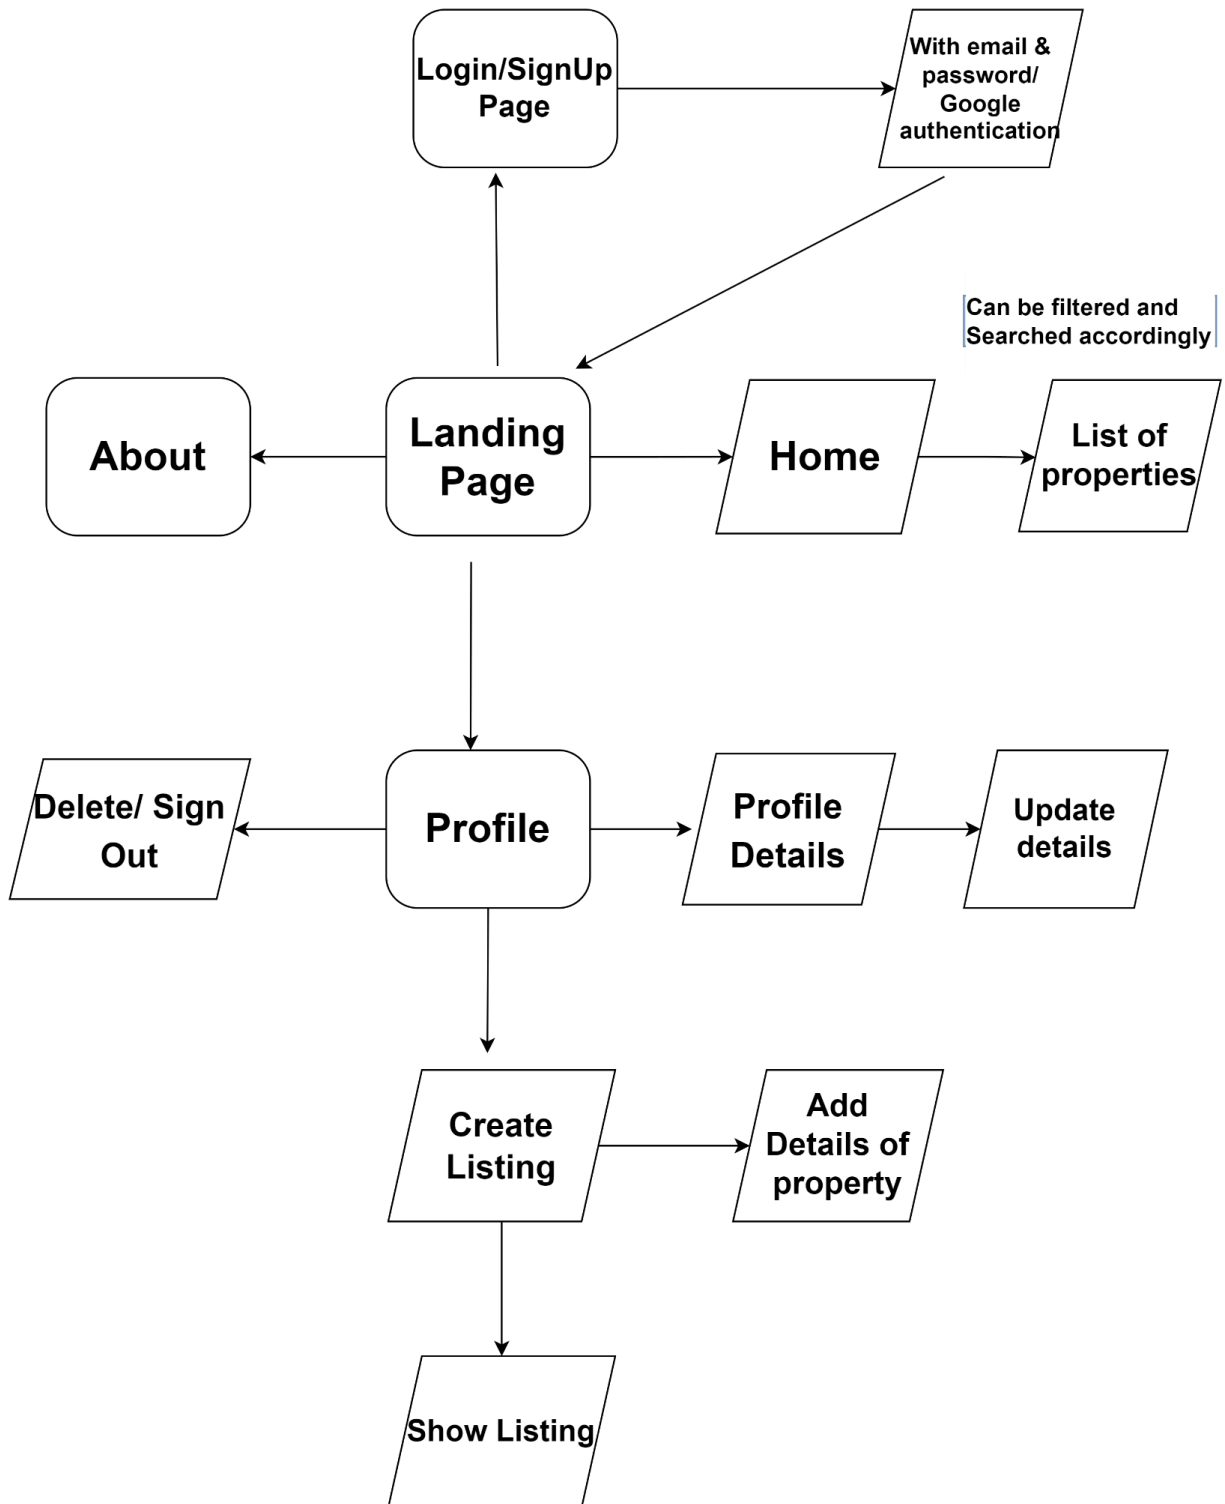 Login/SignUp
Page
With email &
password/
Google
authentication
Can be filtered and
Searched accordingly
About
Landing
Page
Home
List of
properties
Delete/ Sign
Out
Profile
Profile
Details
Update
details
Create
Listing
Add
Details of
property
Show Listing